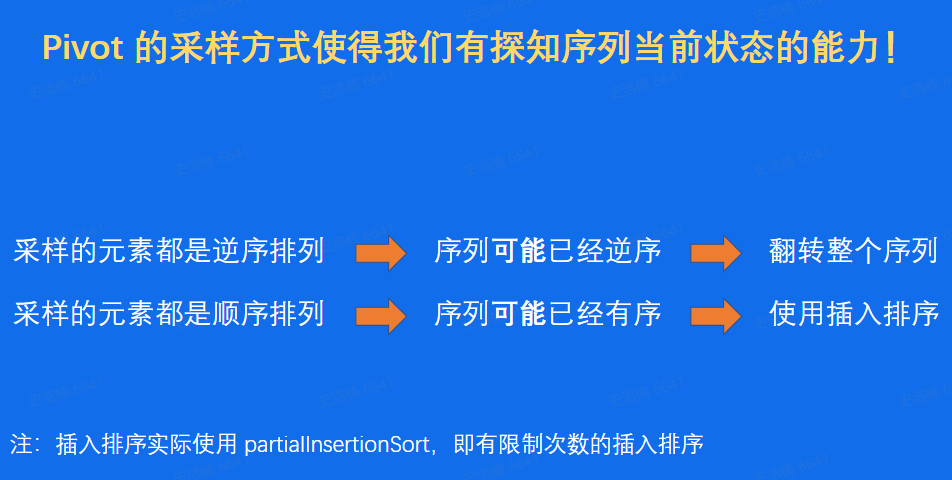 Pivot 的采样方式使得我们有探知序列当前状态的能力！
采样的元素都是逆序排列 序列可能已经逆序 翻转整个序列
采样的元素都是顺序排列 序列可能已经有序 使用插入排序
注：插入排序实际使用 partialInsertionSort，即有限制次数的插入排序